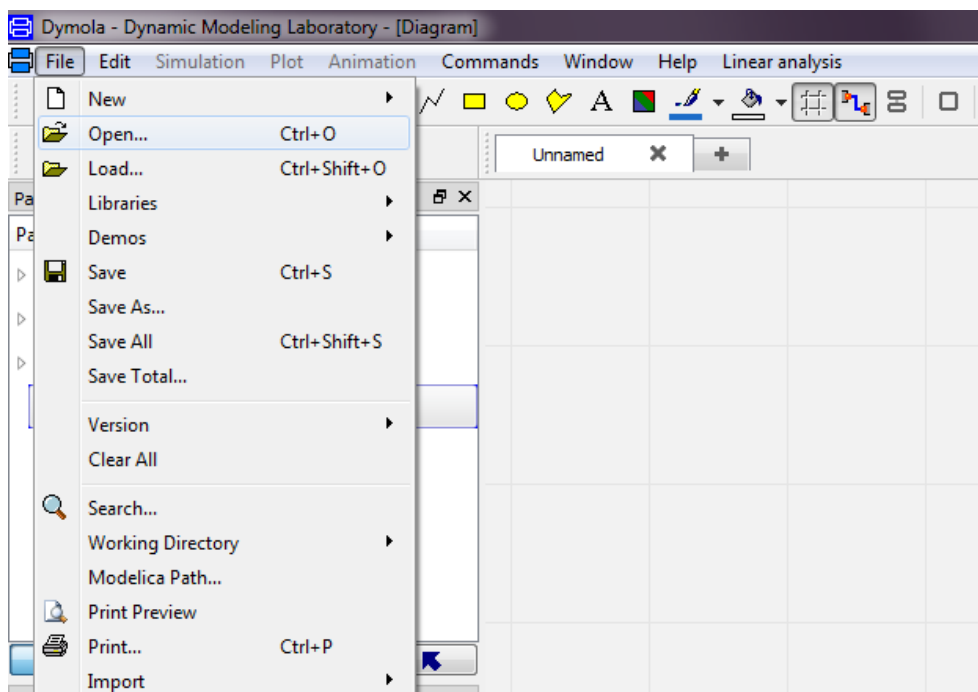 Dymola - Dynamic Modeling Laboratory - [Diagram]
File Edit Simulation Plot Animation Commands Window Help Linear analysis
New
A
Open... Ctrl+O
Unnamed
Load... Ctrl+Shift+O
Pa
Libraries
Pa
Demos
Save Ctrl+S
Save As...
Save All Ctrl+Shift+S
Save Total...
Version
Clear All
Search...
Working Directory
Modelica Path...
Print Preview
Print... Ctrl+P
Import